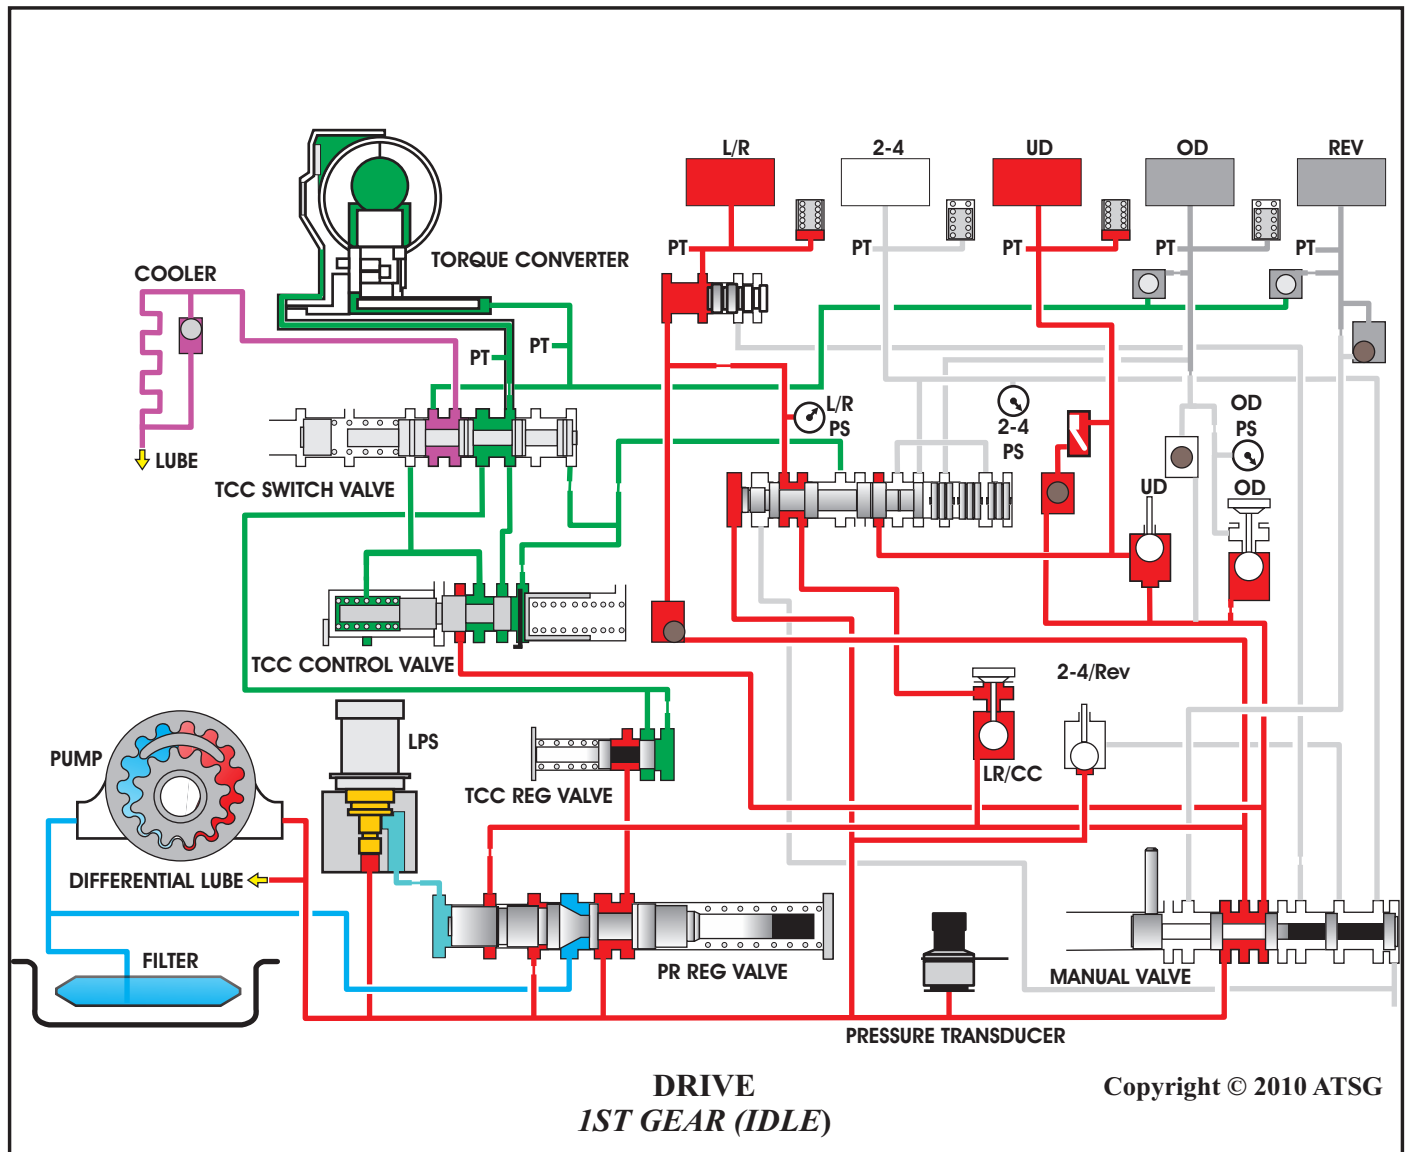 L/R
2-4
UD
OD
REV
PT
PT
PT
PT
PT
TORQUE CONVERTER
COOLER
PT
PT
L/R
PS
2-4
PS
OD
PS
LUBE
TCC SWITCH VALVE
UD
OD
TCC CONTROL VALVE
2-4/Rev
LPS
PUMP
LR/CC
TCC REG VALVE
DIFFERENTIAL LUBE
FILTER
PR REG VALVE
MANUAL VALVE
PRESSURE TRANSDUCER
DRIVE
1ST GEAR (IDLE)
Copyright © 2010 ATSG